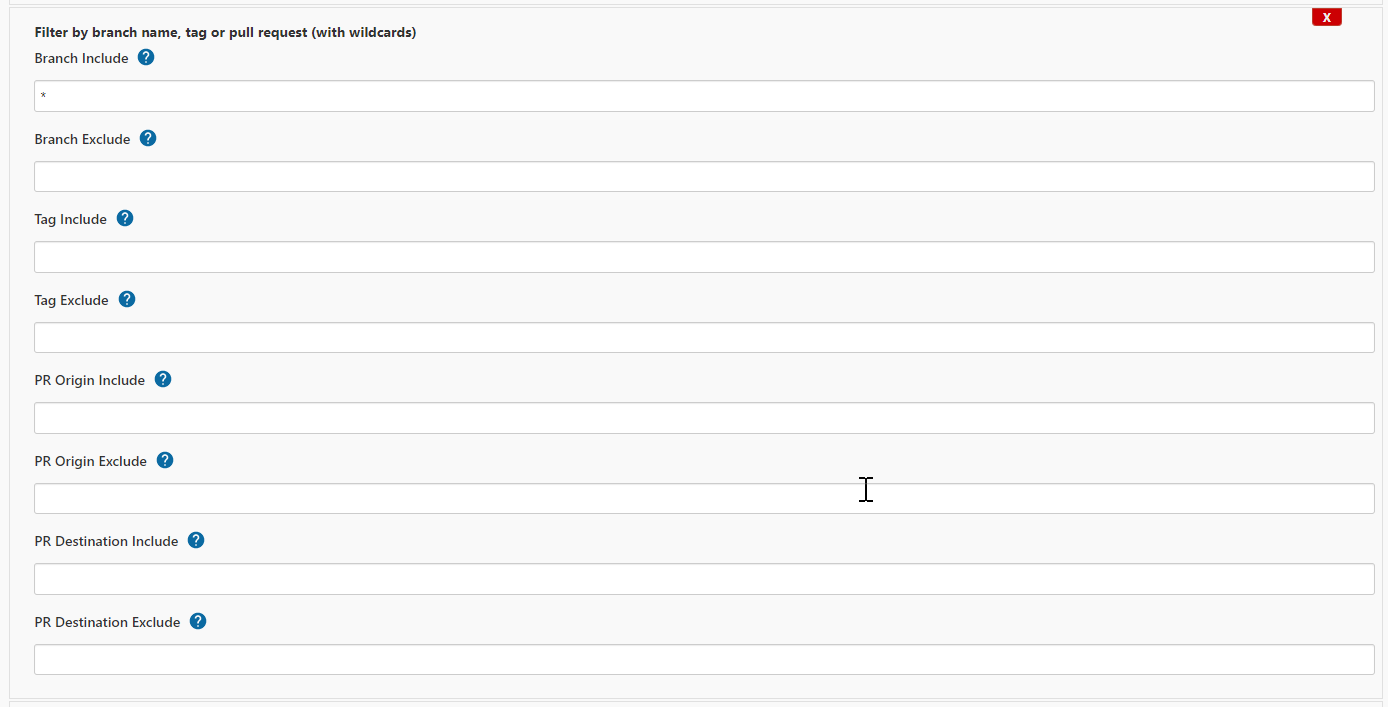 X
Filter by branch name, tag or pull request (with wildcards)
Branch Include ?
*
Branch Exclude ?
Tag Include ?
Tag Exclude ?
PR Origin Include ?
PR Origin Exclude ?
PR Destination Include ?
PR Destination Exclude ?